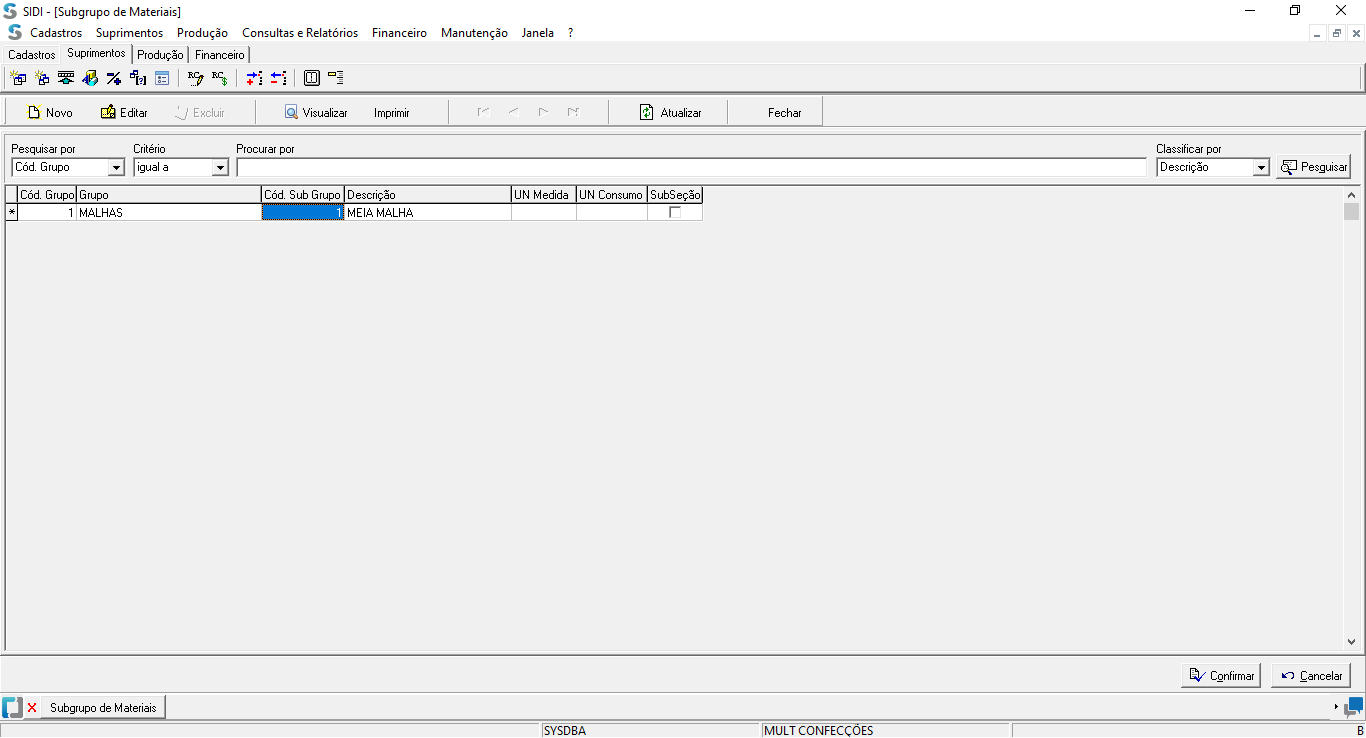 SIDI - [Subgrupo de Materiais]
Cadastros Suprimentos Produção Consultas e Relatórios Financeiro Manutenção Janela ?
Cadastros Suprimentos Produção Financeiro
Novo Editar Excluir Visualizar Imprimir Atualizar Fechar
Pesquisar por Critério Procurar por Classificar por
Cód. Grupo igual a Descrição Pesquisar
Cód. Grupo Grupo Cód. Sub Grupo Descrição UN Medida UN Consumo SubSeção
* 1 MALHAS 1 MEIA MALHA
Confirmar Cancelar
Subgrupo de Materiais
SYSDBA MULT CONFECÇÕES B